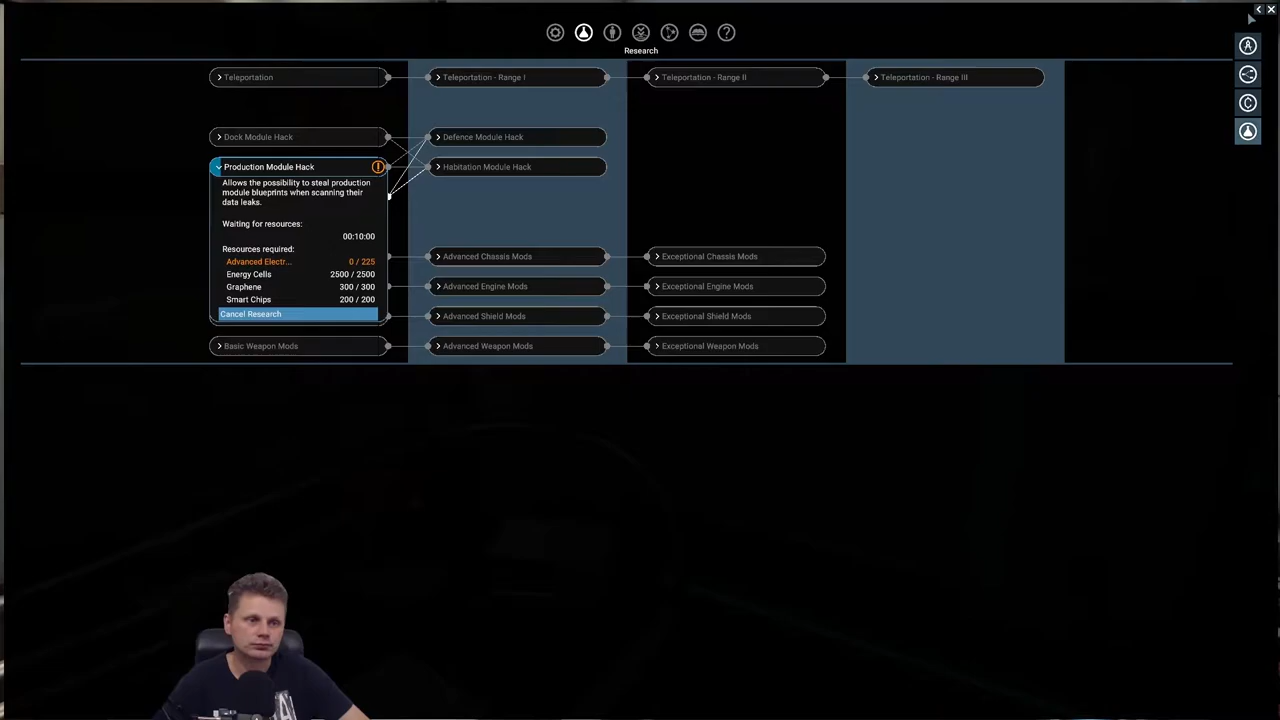 Research
Teleportation
Teleportation - Range I
Teleportation - Range II
Teleportation - Range III
Dock Module Hack
Defence Module Hack
Production Module Hack
Habitation Module Hack
Allows the possibility to steal production
module blueprints when scanning their
data leaks.
Waiting for resources:
00:10:00
Resources required:
Advanced Electr... 0 / 225
Energy Cells 2500 / 2500
Graphene 300 / 300
Smart Chips 200 / 200
Cancel Research
Advanced Chassis Mods
Exceptional Chassis Mods
Advanced Engine Mods
Exceptional Engine Mods
Advanced Shield Mods
Exceptional Shield Mods
Basic Weapon Mods
Advanced Weapon Mods
Exceptional Weapon Mods